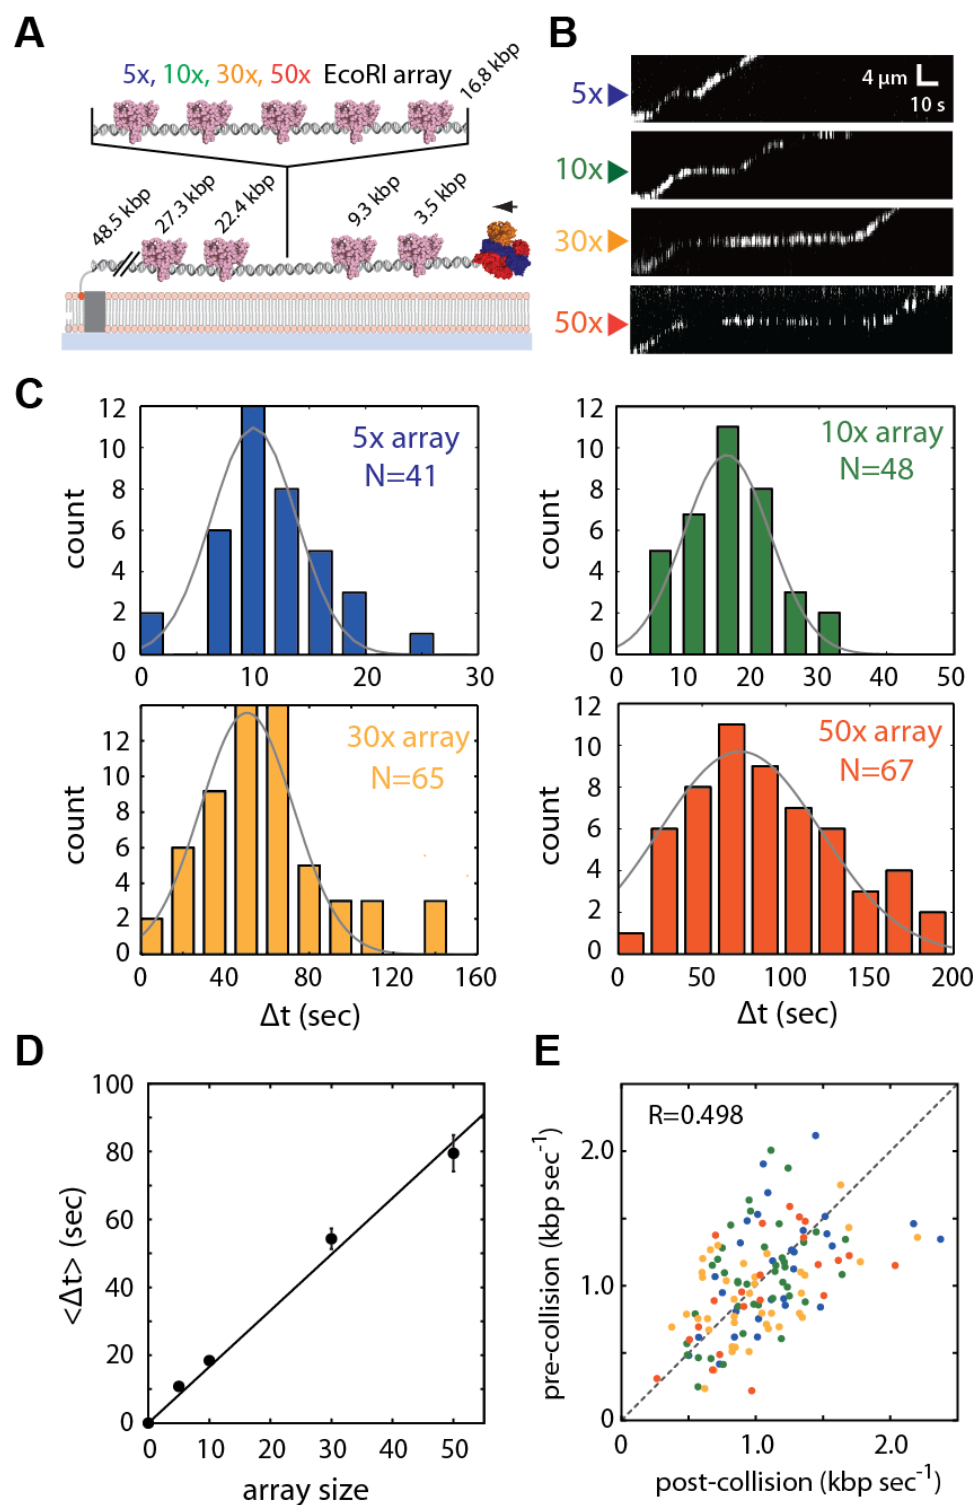 A
5x, 10x, 30x, 50x EcoRI array
16.8 kbp
48.5 kbp
27.3 kbp
22.4 kbp
9.3 kbp
3.5 kbp
B
5x
4 μm
10 s
10x
30x
50x
C
12
10
8
6
4
2
0
count
5x array
N=41
0 10 20 30
12
10
8
6
4
2
0
count
10x array
N=48
0 10 20 30 40 50
12
10
8
6
4
2
0
count
30x array
N=65
0 40 80 120 160
Δt (sec)
12
10
8
6
4
2
0
count
50x array
N=67
0 50 100 150 200
Δt (sec)
D
100
80
60
40
20
0
<Δt> (sec)
0 10 20 30 40 50
array size
E
R=0.498
2.0
1.0
0
pre-collision (kbp sec⁻¹)
0 1.0 2.0
post-collision (kbp sec⁻¹)